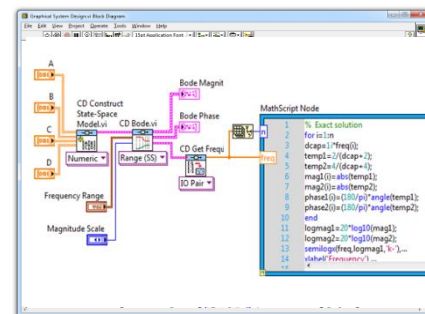 Graphical System Design.vi Block Diagram
File Edit View Project Operate Tools Window Help
15pt Application Font
A
B
C
D
CD Construct
State-Space
Model.vi
Numeric
CD Bode.vi
Range (SS)
Bode Magnit
Bode Phase
CD Get Frequ
IO Pair
Frequency Range
Magnitude Scale
MathScript Node
n
freq
1 % Exact solution
2 for i=1:n
3 dcap=1i*freq(i);
4 temp1=2/(dcap+2);
5 temp2=4/(dcap+4);
6 mag1(i)=abs(temp1);
7 mag2(i)=abs(temp2);
8 phase1(i)=(180/pi)*angle(temp1);
9 phase2(i)=(180/pi)*angle(temp2);
10 end
11 logmag1=20*log10(mag1);
12 logmag2=20*log10(mag2);
13 semilogx(freq,logmag1,'k-',...
14 xlabel('Frequency')...